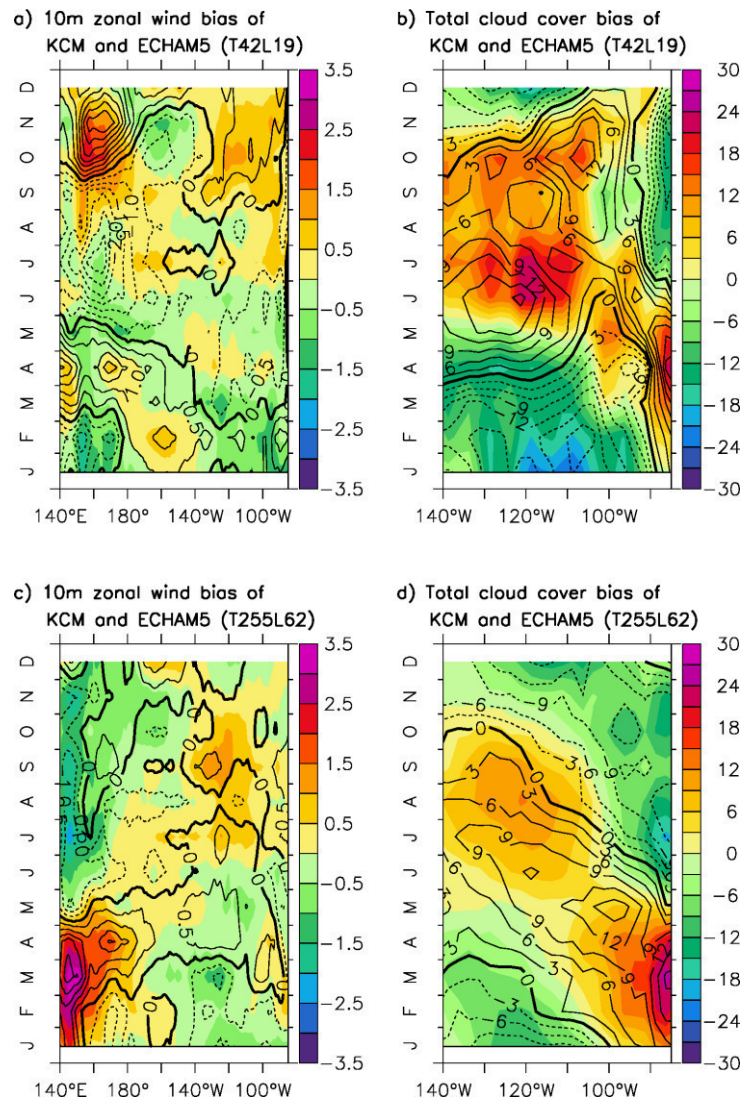 a) 10m zonal wind bias of
KCM and ECHAM5 (T42L19)
b) Total cloud cover bias of
KCM and ECHAM5 (T42L19)
D
N
O
S
A
J
J
M
A
M
F
J
3.5
2.5
1.5
0.5
−0.5
−1.5
−2.5
−3.5
140°E 180° 140°W 100°W
D
N
O
S
A
J
J
M
A
M
F
J
30
24
18
12
6
0
−6
−12
−18
−24
−30
140°W 120°W 100°W
c) 10m zonal wind bias of
KCM and ECHAM5 (T255L62)
d) Total cloud cover bias of
KCM and ECHAM5 (T255L62)
D
N
O
S
A
J
J
M
A
M
F
J
3.5
2.5
1.5
0.5
−0.5
−1.5
−2.5
−3.5
140°E 180° 140°W 100°W
D
N
O
S
A
J
J
M
A
M
F
J
30
24
18
12
6
0
−6
−12
−18
−24
−30
140°W 120°W 100°W